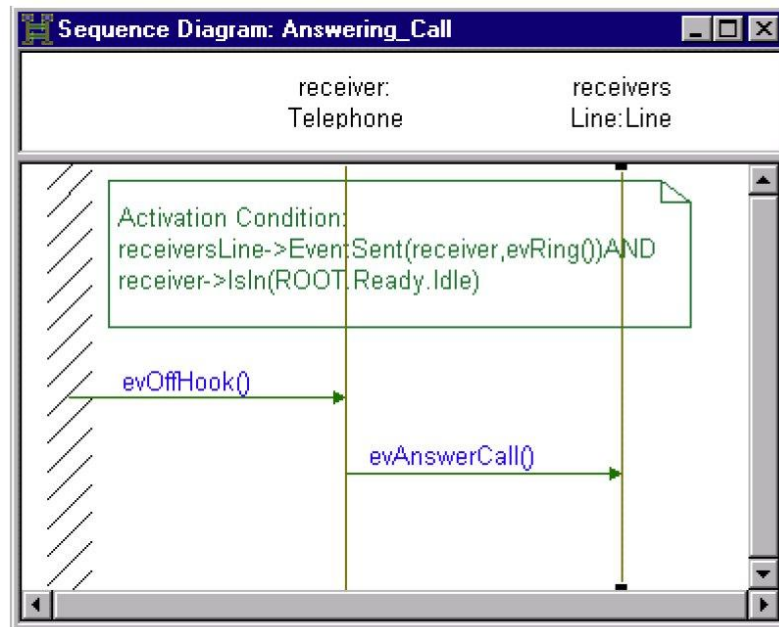 Sequence Diagram: Answering_Call
receiver: receivers
Telephone Line:Line
Activation Condition:
receiversLine->EventSent(receiver,evRing())AND
receiver->IsIn(ROOT.Ready.Idle)
evOffHook()
evAnswerCall()